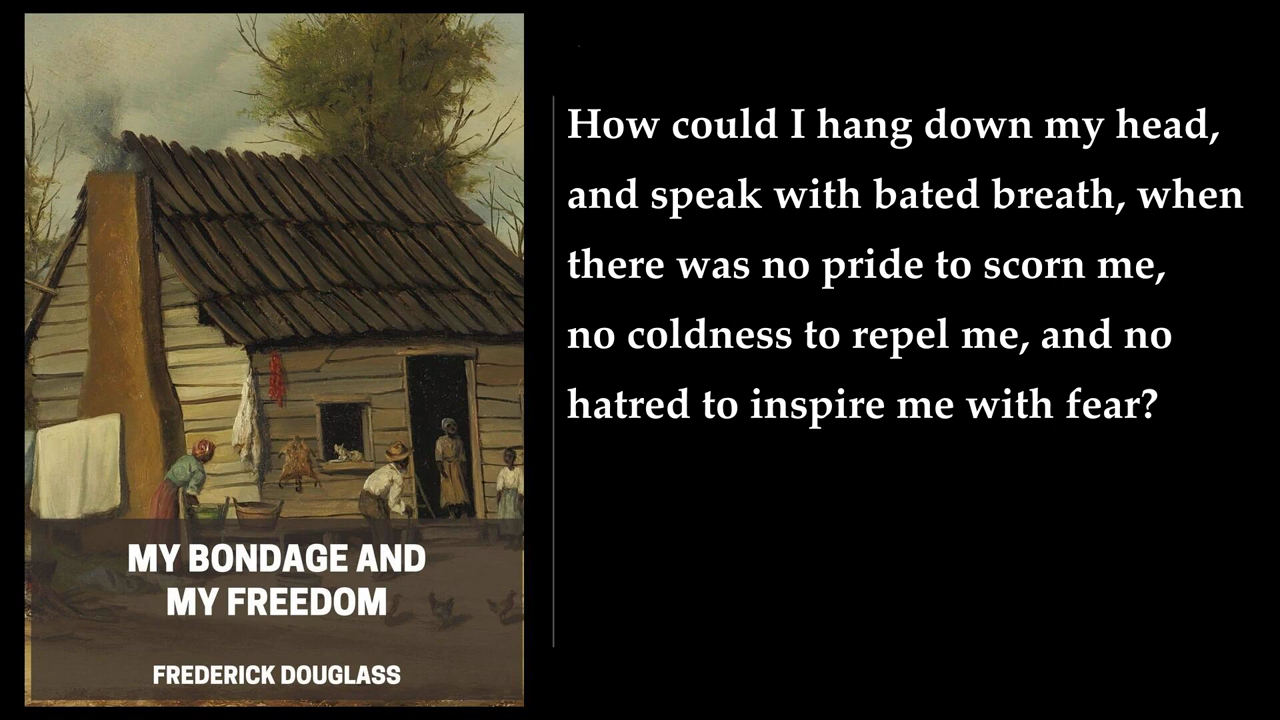 How could I hang down my head,
and speak with bated breath, when
there was no pride to scorn me,
no coldness to repel me, and no
hatred to inspire me with fear?
MY BONDAGE AND
MY FREEDOM
FREDERICK DOUGLASS